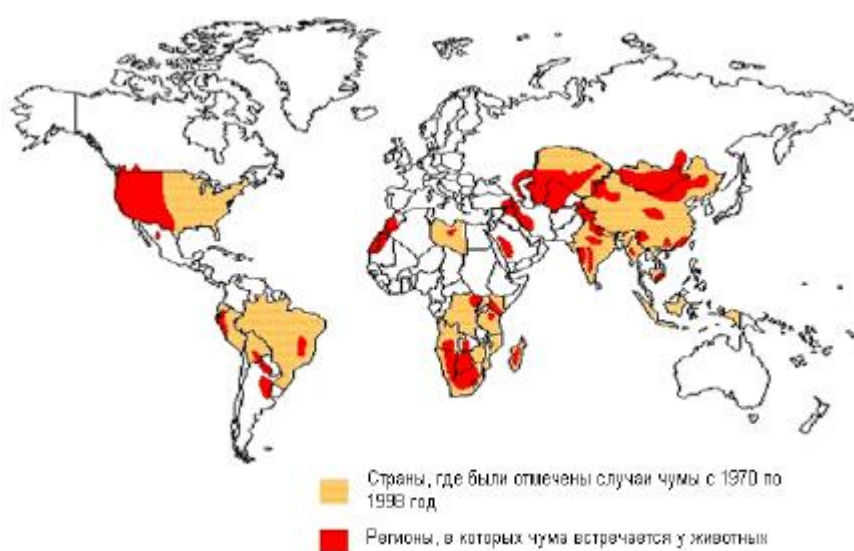 Страны, где были отмечены случаи чумы с 1970 по
1998 год
Регионы, в которых чума встречается у животных